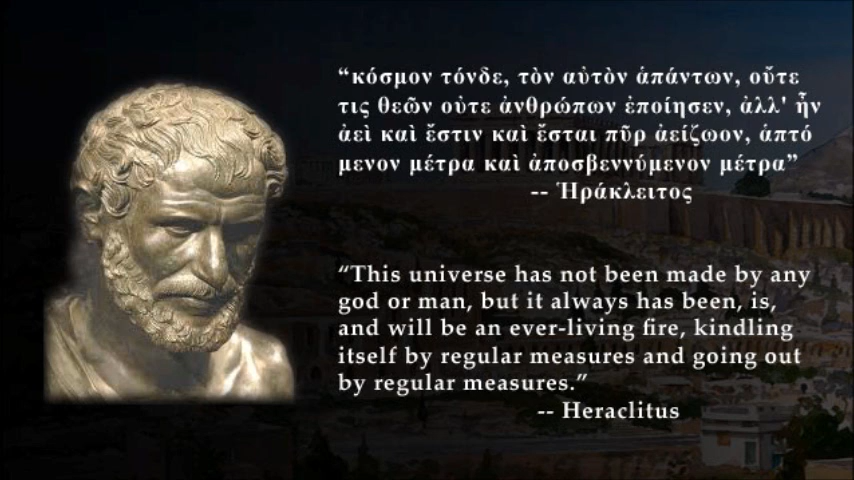 “κόσμον τόνδε, τὸν αὐτὸν ἁπάντων, οὔτε
τις θεῶν οὐτε ἀνθρώπων ἐποίησεν, ἀλλ' ἦν
ἀεὶ καὶ ἔστιν καὶ ἔσται πῦρ ἀείζωον, ἁπτό
μενον μέτρα καὶ ἀποσβεννύμενον μέτρα”
-- Ἡράκλειτος
“This universe has not been made by any
god or man, but it always has been, is,
and will be an ever-living fire, kindling
itself by regular measures and going out
by regular measures.”
-- Heraclitus